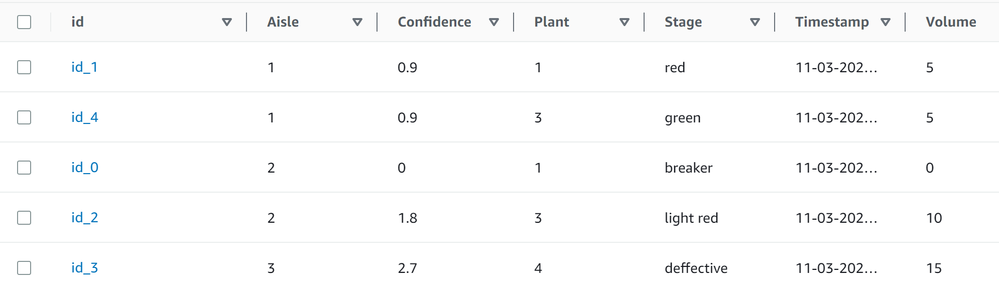 id Aisle Confidence Plant Stage Timestamp Volume
id_1 1 0.9 1 red 11-03-202... 5
id_4 1 0.9 3 green 11-03-202... 5
id_0 2 0 1 breaker 11-03-202... 0
id_2 2 1.8 3 light red 11-03-202... 10
id_3 3 2.7 4 deffective 11-03-202... 15